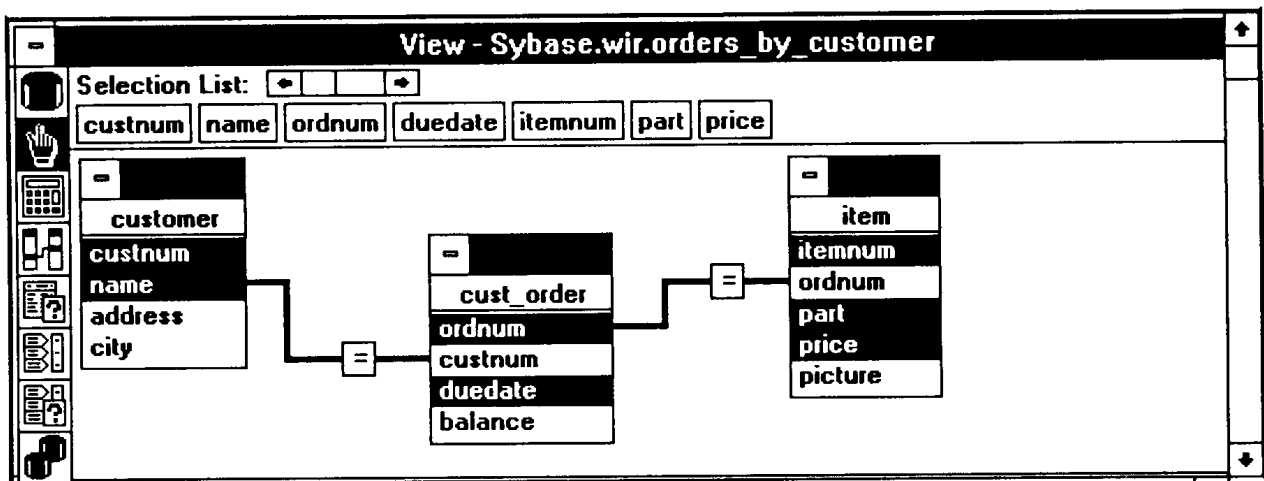 View - Sybase.wir.orders_by_customer
Selection List:
custnum name ordnum duedate itemnum part price
customer
custnum
name
address
city
=
cust_order
ordnum
custnum
duedate
balance
=
item
itemnum
ordnum
part
price
picture